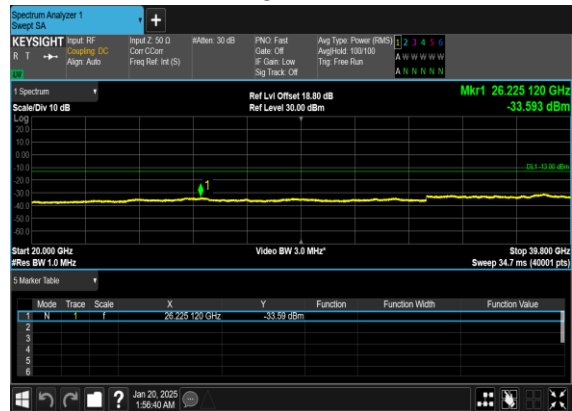 Spectrum Analyzer 1
Swept SA
+
KEYSIGHT Input: RF Input Z: 50 Ω #Atten: 30 dB PNO: Fast Avg Type: Power (RMS) 1 2 3 4 5 6
R T Coupling: DC Corr CCorr Gate: Off Avg|Hold: 100/100 A W W W W W
Align: Auto Freq Ref: Int (S) IF Gain: Low Trig: Free Run
LW Sig Track: Off A N N N N N
1 Spectrum Ref Lvl Offset 18.80 dB Mkr1 26.225 120 GHz
Scale/Div 10 dB Ref Level 30.00 dBm -33.593 dBm
Log
20.0
10.0
0.00
-10.0
DL1 -13.00 dBm
-20.0
1
-30.0
-40.0
-50.0
-60.0
Start 20.000 GHz Video BW 3.0 MHz* Stop 39.800 GHz
#Res BW 1.0 MHz Sweep 34.7 ms (40001 pts)
5 Marker Table
Mode Trace Scale X Y Function Function Width Function Value
1 N 1 f 26.225 120 GHz -33.59 dBm
2
3
4
5
6
? Jan 20, 2025
1:56:40 AM